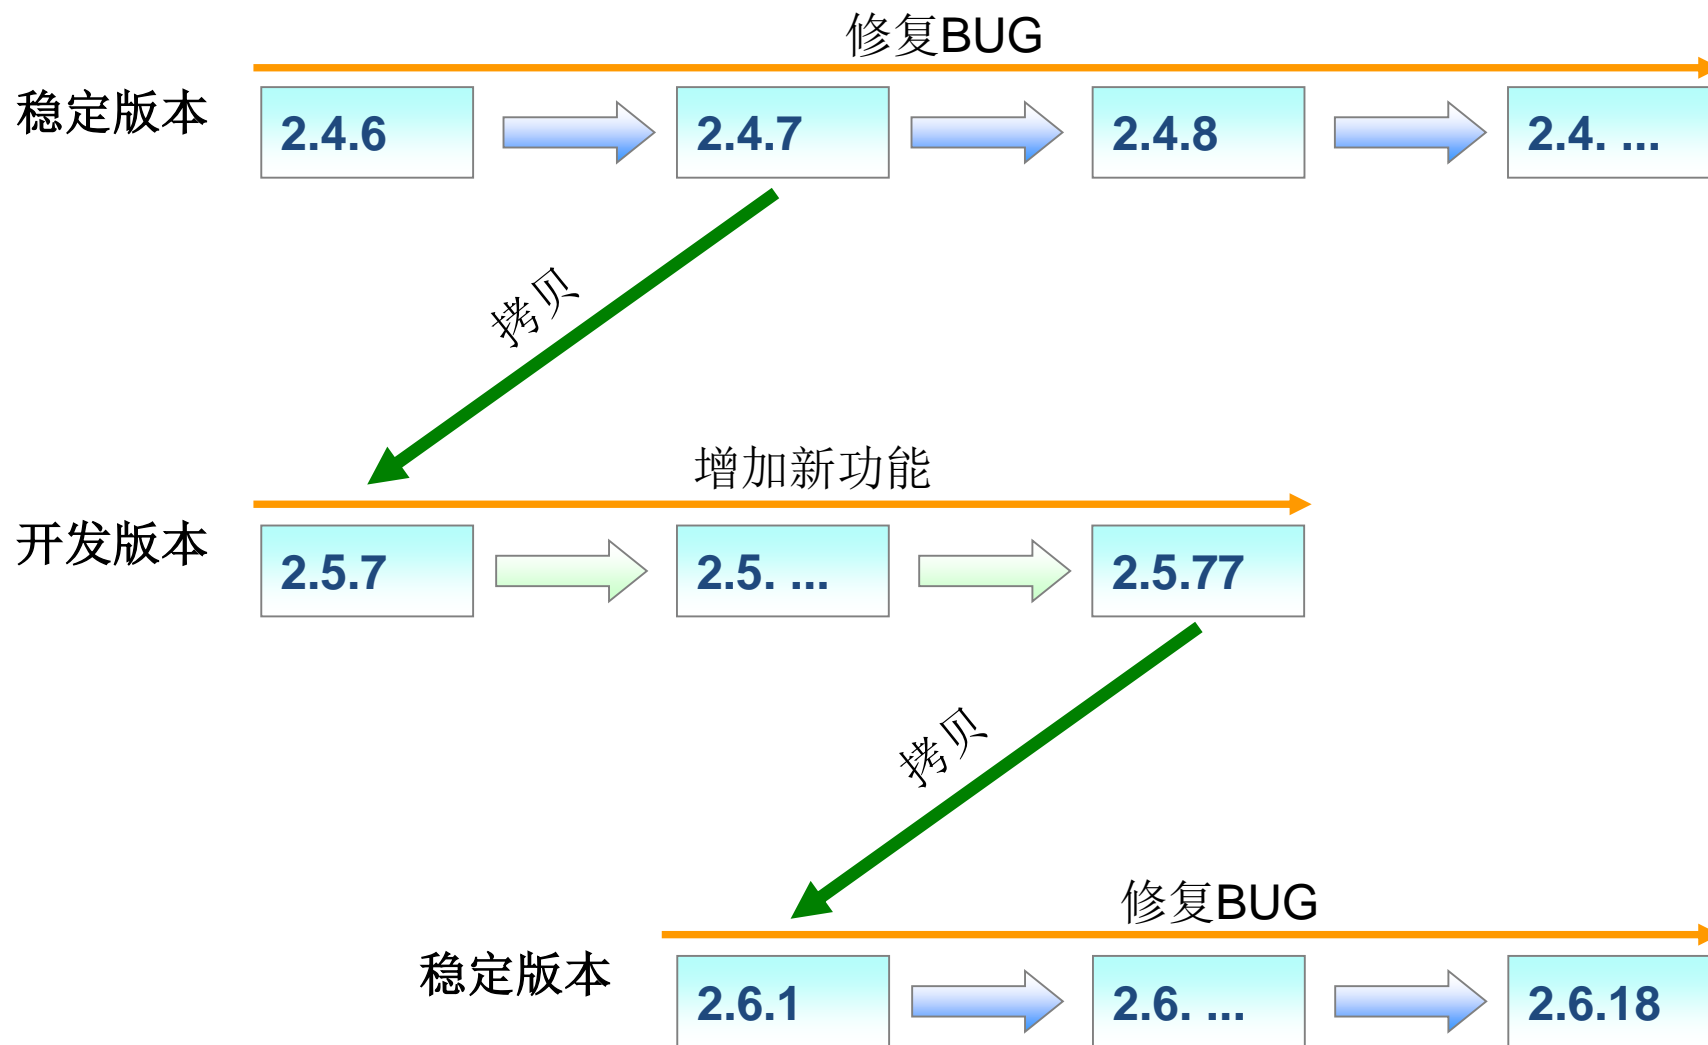 修复BUG
稳定版本
2.4.6
2.4.7
2.4.8
2.4. ...
拷贝
增加新功能
开发版本
2.5.7
2.5. ...
2.5.77
拷贝
修复BUG
稳定版本
2.6.1
2.6. ...
2.6.18